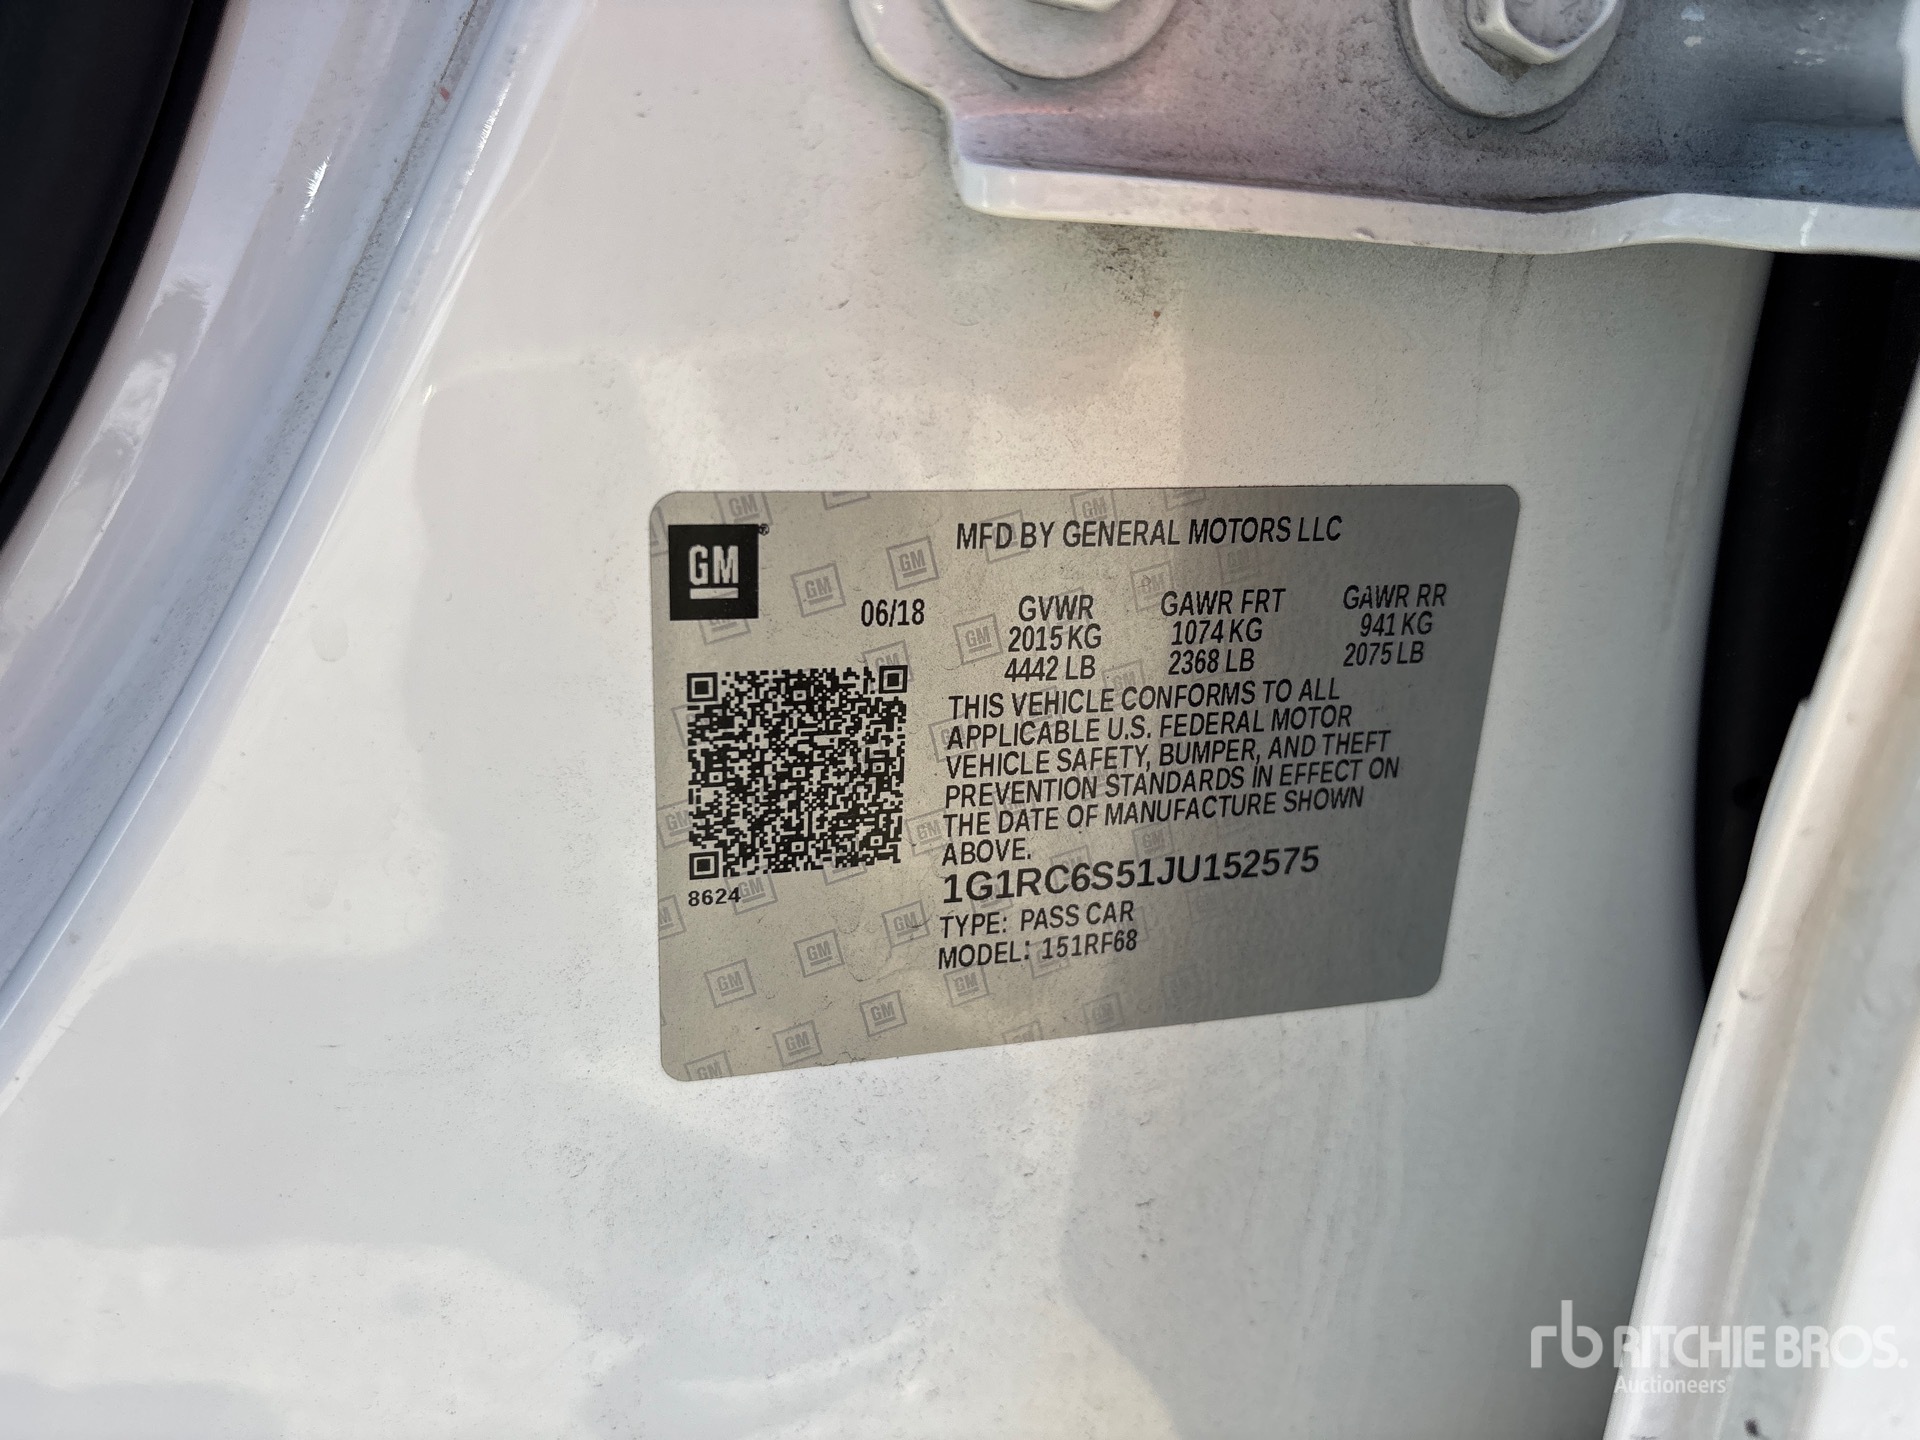 GM®
MFD BY GENERAL MOTORS LLC
06/18
GVWR GAWR FRT GAWR RR
2015 KG 1074 KG 941 KG
4442 LB 2368 LB 2075 LB
THIS VEHICLE CONFORMS TO ALL
APPLICABLE U.S. FEDERAL MOTOR
VEHICLE SAFETY, BUMPER, AND THEFT
PREVENTION STANDARDS IN EFFECT ON
THE DATE OF MANUFACTURE SHOWN
ABOVE.
8624
1G1RC6S51JU152575
TYPE: PASS CAR
MODEL: 151RF68
rb RITCHIE BROS.
Auctioneers